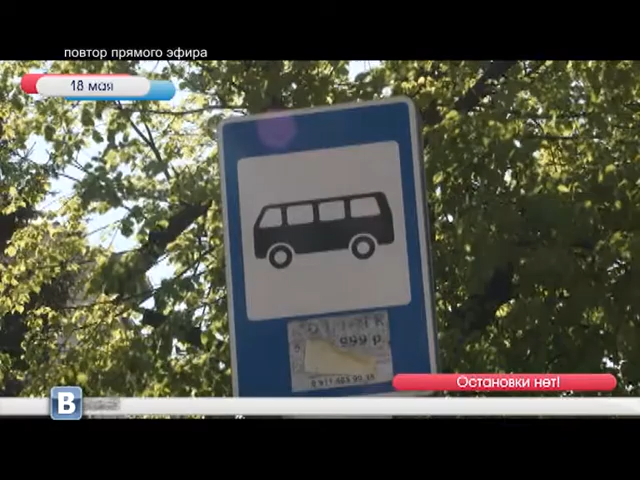 повтор прямого эфира
18 мая
999 р
Остановки нет!
В